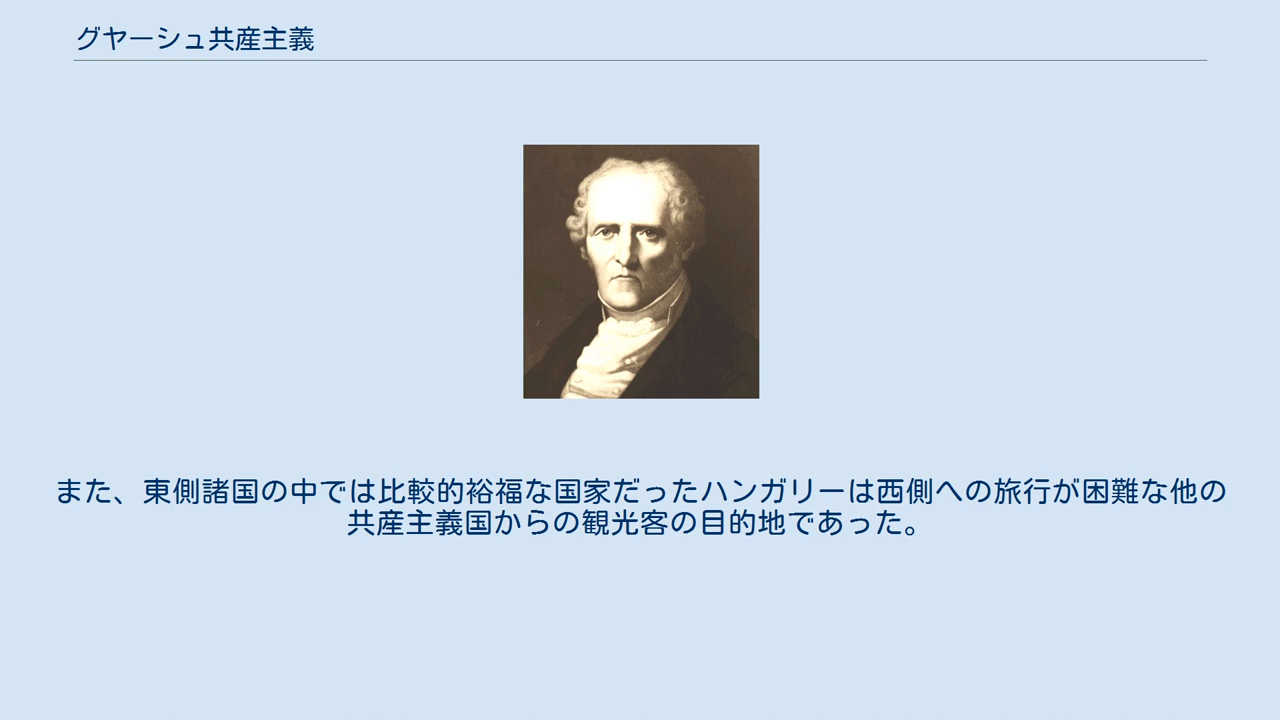 グヤーシュ共産主義
また、東側諸国の中では比較的裕福な国家だったハンガリーは西側への旅行が困難な他の
共産主義国からの観光客の目的地であった。